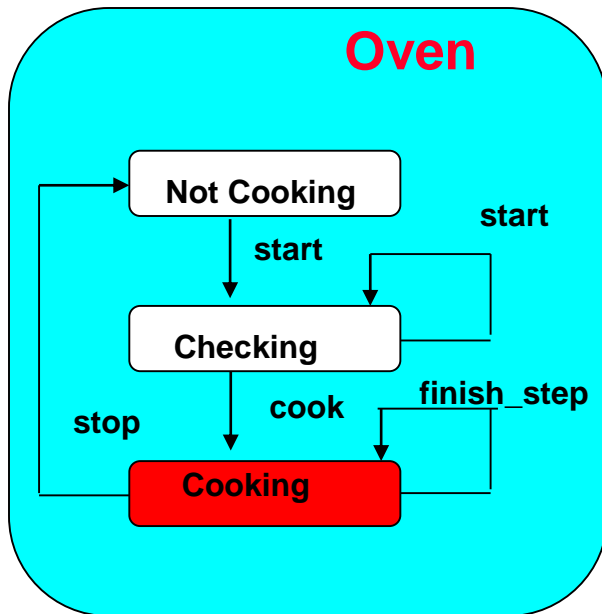 Oven
Not Cooking
start
start
Checking
cook
finish_step
stop
Cooking